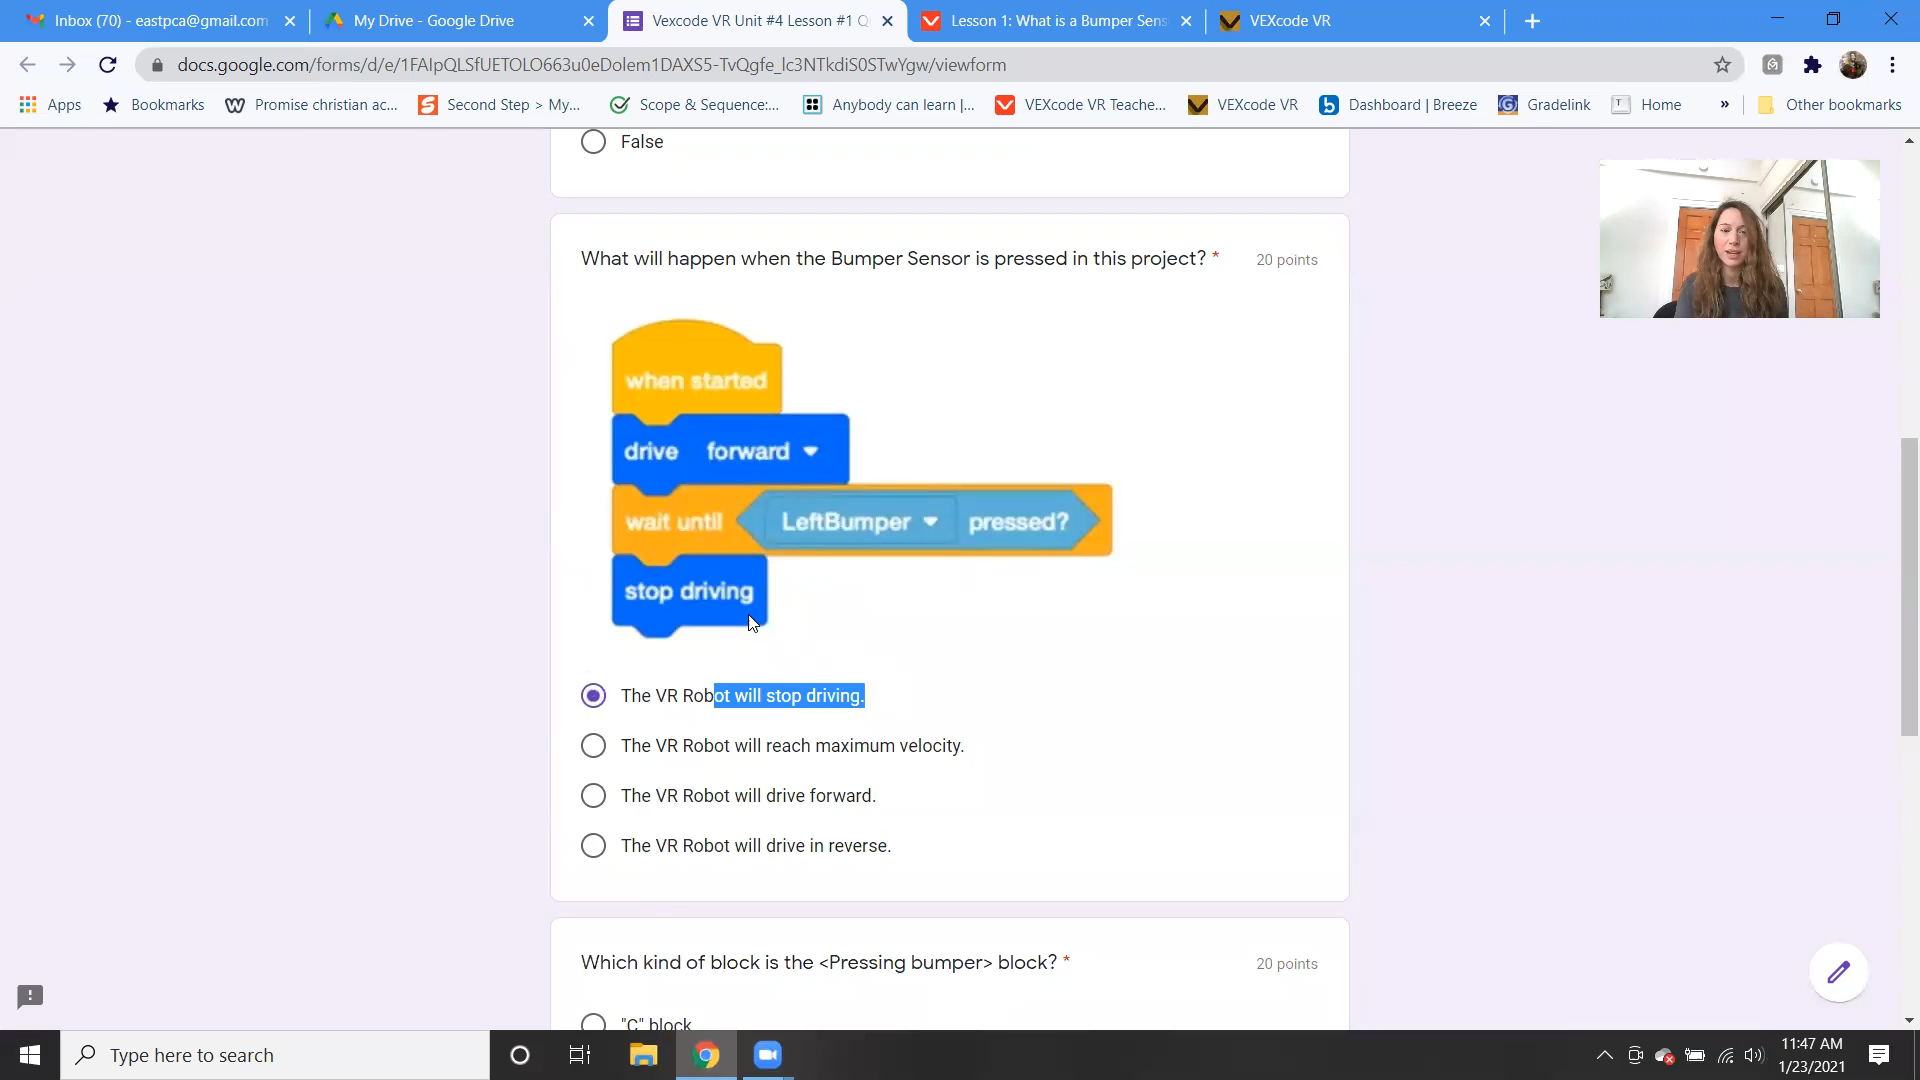 Inbox (70) - eastpca@gmail.com
My Drive - Google Drive
Vexcode VR Unit #4 Lesson #1 Q
Lesson 1: What is a Bumper Sens
VEXcode VR
docs.google.com/forms/d/e/1FAIpQLSfUETOLO663u0eDolem1DAXS5-TvQgfe_lc3NTkdiS0STwYgw/viewform
Apps
Bookmarks
Promise christian ac...
Second Step > My...
Scope & Sequence:...
Anybody can learn |...
VEXcode VR Teache...
VEXcode VR
Dashboard | Breeze
Gradelink
Home
»
Other bookmarks
False
What will happen when the Bumper Sensor is pressed in this project? *
20 points
when started
drive forward
wait until LeftBumper pressed?
stop driving
The VR Robot will stop driving.
The VR Robot will reach maximum velocity.
The VR Robot will drive forward.
The VR Robot will drive in reverse.
Which kind of block is the <Pressing bumper> block? *
20 points
"C" block
Type here to search
11:47 AM
1/23/2021